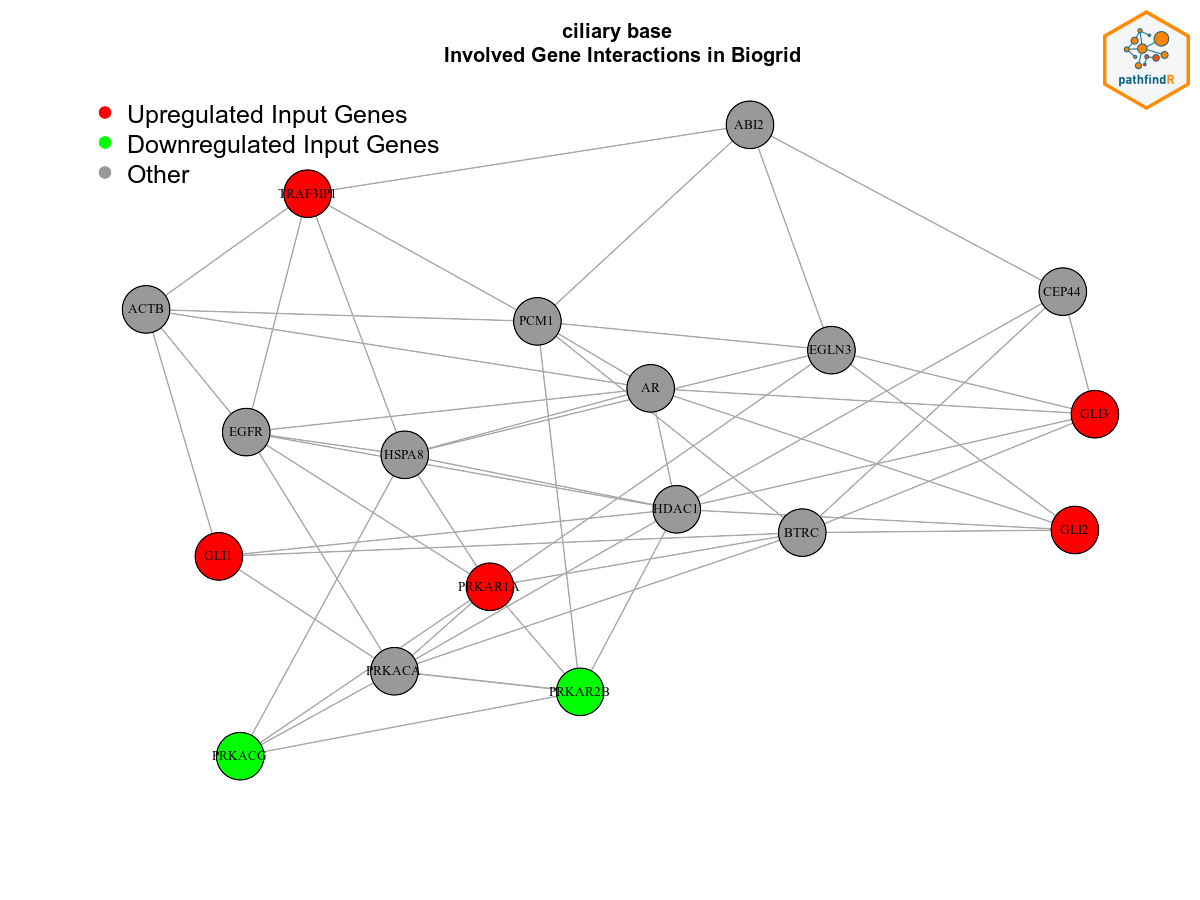 ciliary base
Involved Gene Interactions in Biogrid
pathfindR
Upregulated Input Genes
Downregulated Input Genes
Other
ABI2
TRAF3IP1
CEP44
ACTB
PCM1
EGLN3
AR
GLI3
EGFR
HSPA8
HDAC1
GLI2
BTRC
GLI1
PRKAR1A
PRKACA
PRKAR2B
PRKACG